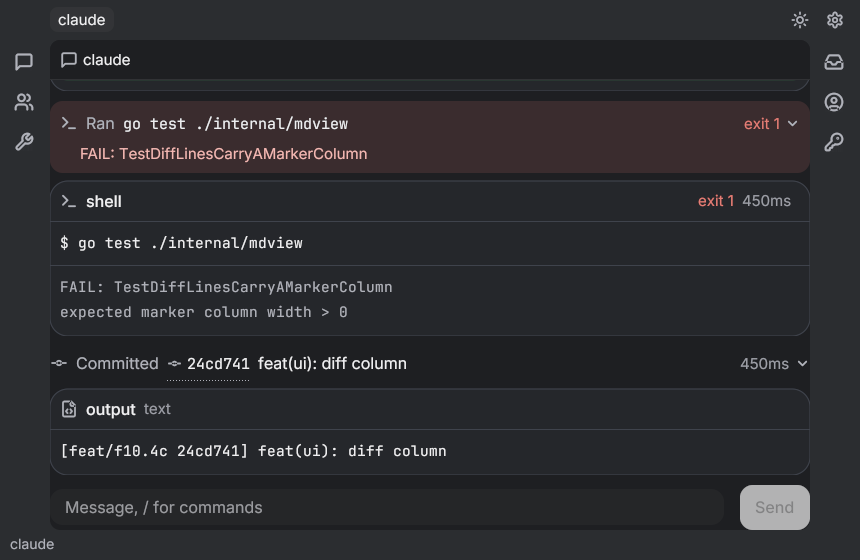 claude
claude
Ran go test ./internal/mdview exit 1
FAIL: TestDiffLinesCarryAMarkerColumn
shell exit 1 450ms
$ go test ./internal/mdview
FAIL: TestDiffLinesCarryAMarkerColumn
expected marker column width > 0
Committed 24cd741 feat(ui): diff column 450ms
output text
[feat/f10.4c 24cd741] feat(ui): diff column
Message, / for commands Send
claude